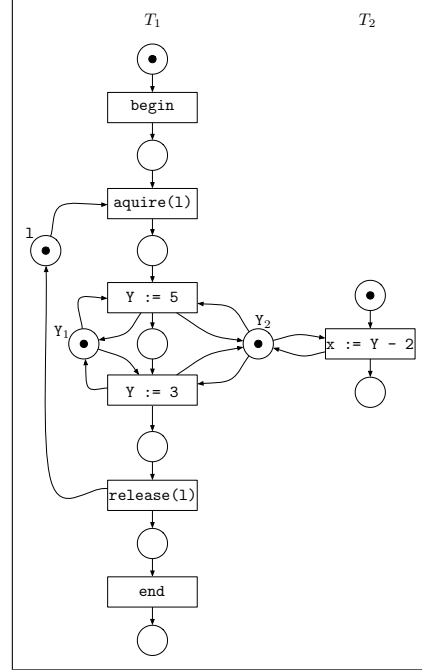 T1 T2
begin
aquire(l)
l
Y := 5
Y1 Y2
x := Y - 2
Y := 3
release(l)
end